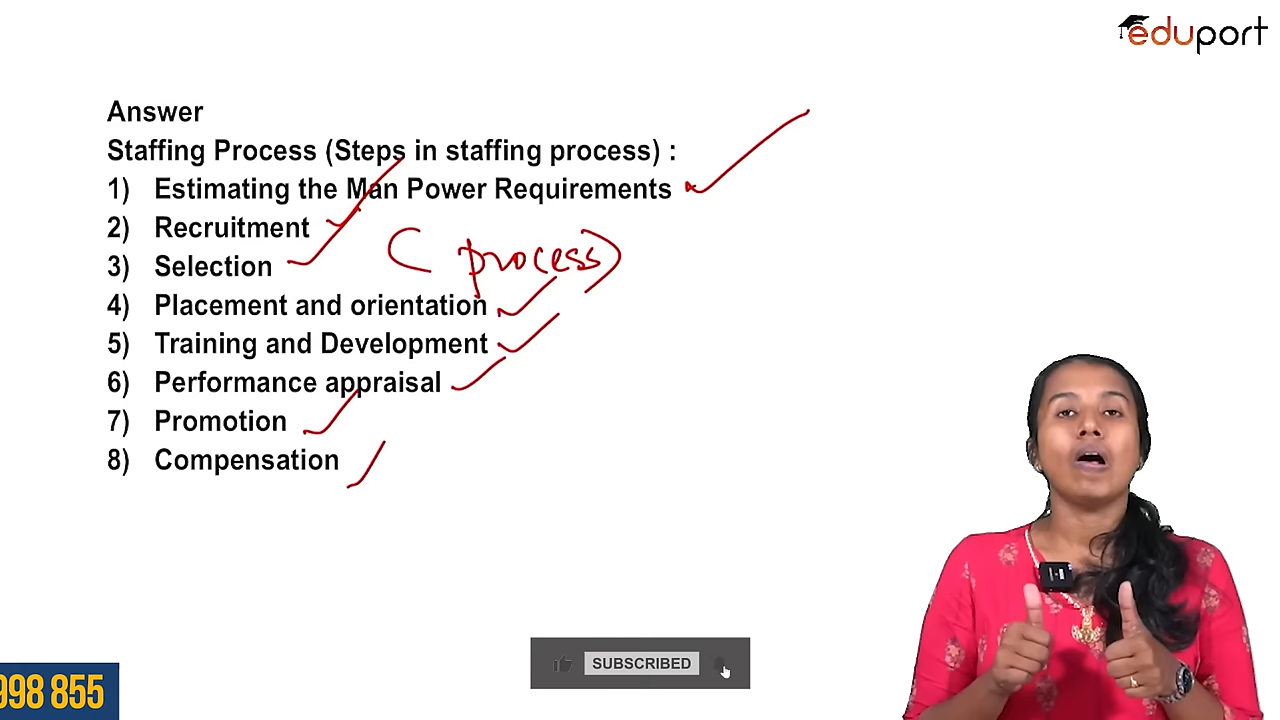 eduport
Answer
Staffing Process (Steps in staffing process) :
1) Estimating the Man Power Requirements
2) Recruitment
3) Selection
(process)
4) Placement and orientation
5) Training and Development
6) Performance appraisal
7) Promotion
8) Compensation
SUBSCRIBED
998 855